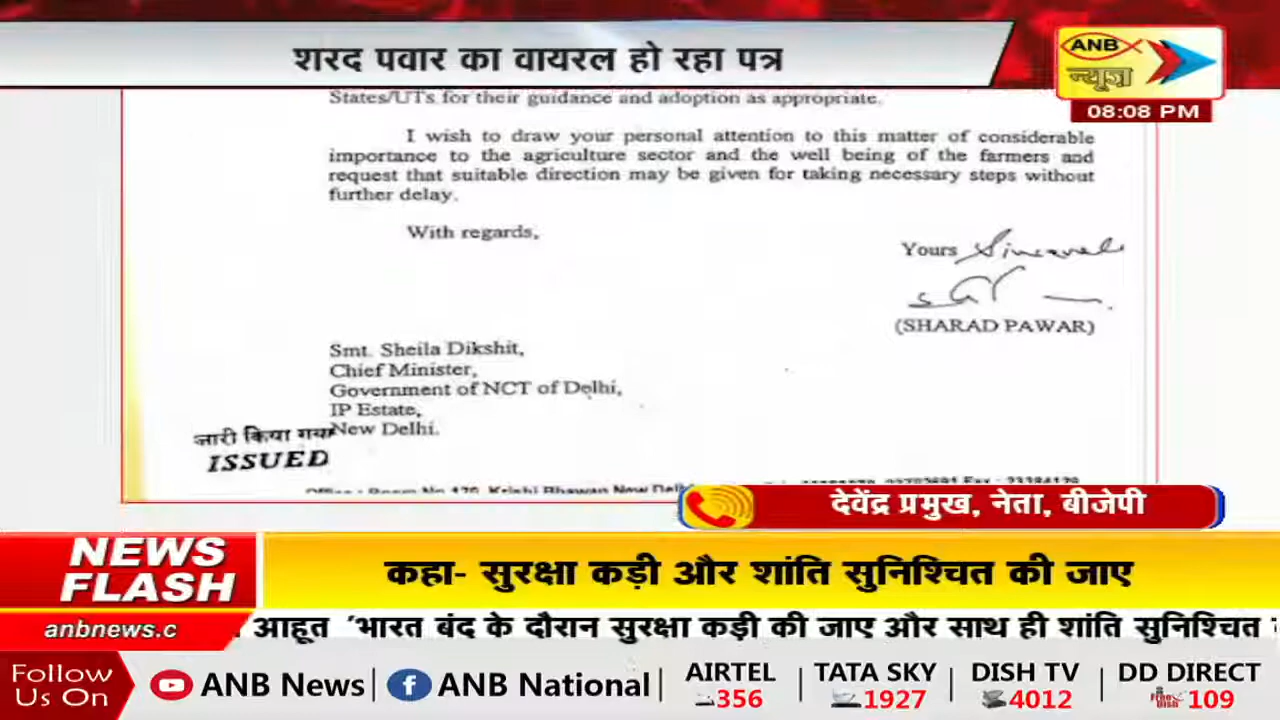 शरद पवार का वायरल हो रहा पत्र
ANB
न्यूज़
08:08 PM
States/UTs for their guidance and adoption as appropriate.
I wish to draw your personal attention to this matter of considerable
importance to the agriculture sector and the well being of the farmers and
request that suitable direction may be given for taking necessary steps without
further delay.
With regards,
Yours Sincerely
(SHARAD PAWAR)
Smt. Sheila Dikshit,
Chief Minister,
Government of NCT of Delhi,
IP Estate,
New Delhi.
जारी किया गया
ISSUED
Krishi Bhawan New Delhi
देवेंद्र प्रमुख, नेता, बीजेपी
NEWS
FLASH
कहा- सुरक्षा कड़ी और शांति सुनिश्चित की जाए
anbnews.c
आहूत 'भारत बंद के दौरान सुरक्षा कड़ी की जाए और साथ ही शांति सुनिश्चित
Follow
Us On
ANB News
ANB National
AIRTEL
356
TATA SKY
1927
DISH TV
4012
DD DIRECT
109